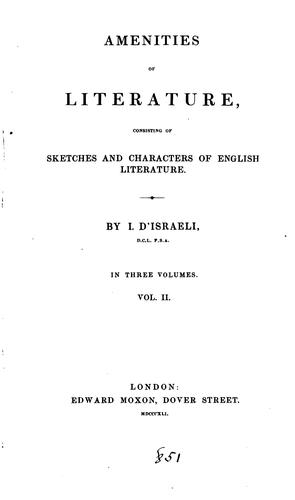 AMENITIES
OF
LITERATURE,
CONSISTING OF
SKETCHES AND CHARACTERS OF ENGLISH
LITERATURE.
BY I. D'ISRAELI,
D.C.L. F.S.A.
IN THREE VOLUMES.
VOL. II.
LONDON:
EDWARD MOXON, DOVER STREET.
MDCCCXLI.
851